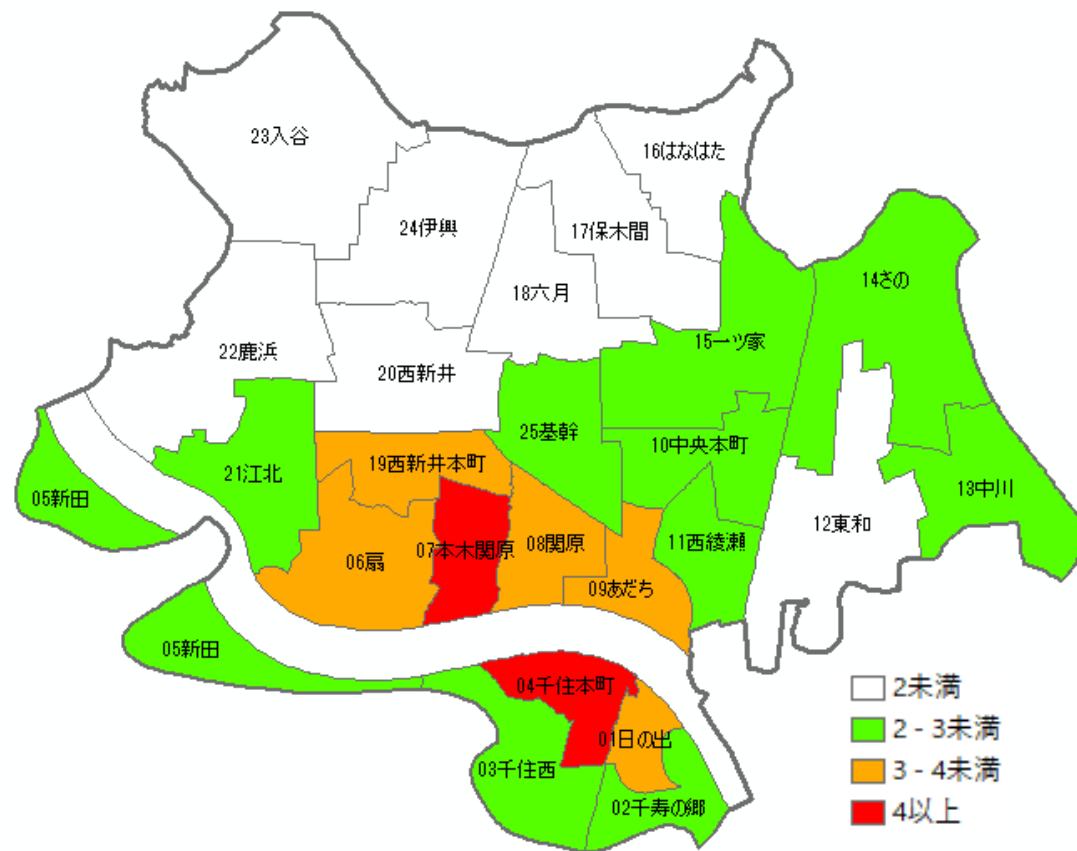 23入谷
16はなはた
24伊興
17保木間
14さの
18六月
15一ツ家
22鹿浜
20西新井
25基幹
10中央本町
19西新井本町
21江北
05新田
13中川
12東和
11西綾瀬
08関原
07本木関原
06扇
09あだち
05新田
04千住本町
01日の出
03千住西
02千寿の郷
2未満
2 - 3未満
3 - 4未満
4以上